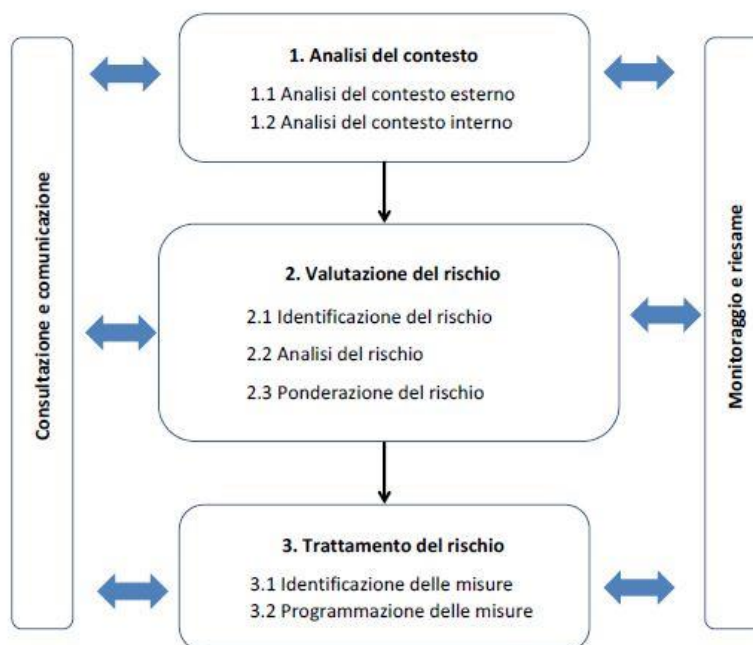 Consultazione e comunicazione
1. Analisi del contesto
1.1 Analisi del contesto esterno
1.2 Analisi del contesto interno
2. Valutazione del rischio
2.1 Identificazione del rischio
2.2 Analisi del rischio
2.3 Ponderazione del rischio
3. Trattamento del rischio
3.1 Identificazione delle misure
3.2 Programmazione delle misure
Monitoraggio e riesame